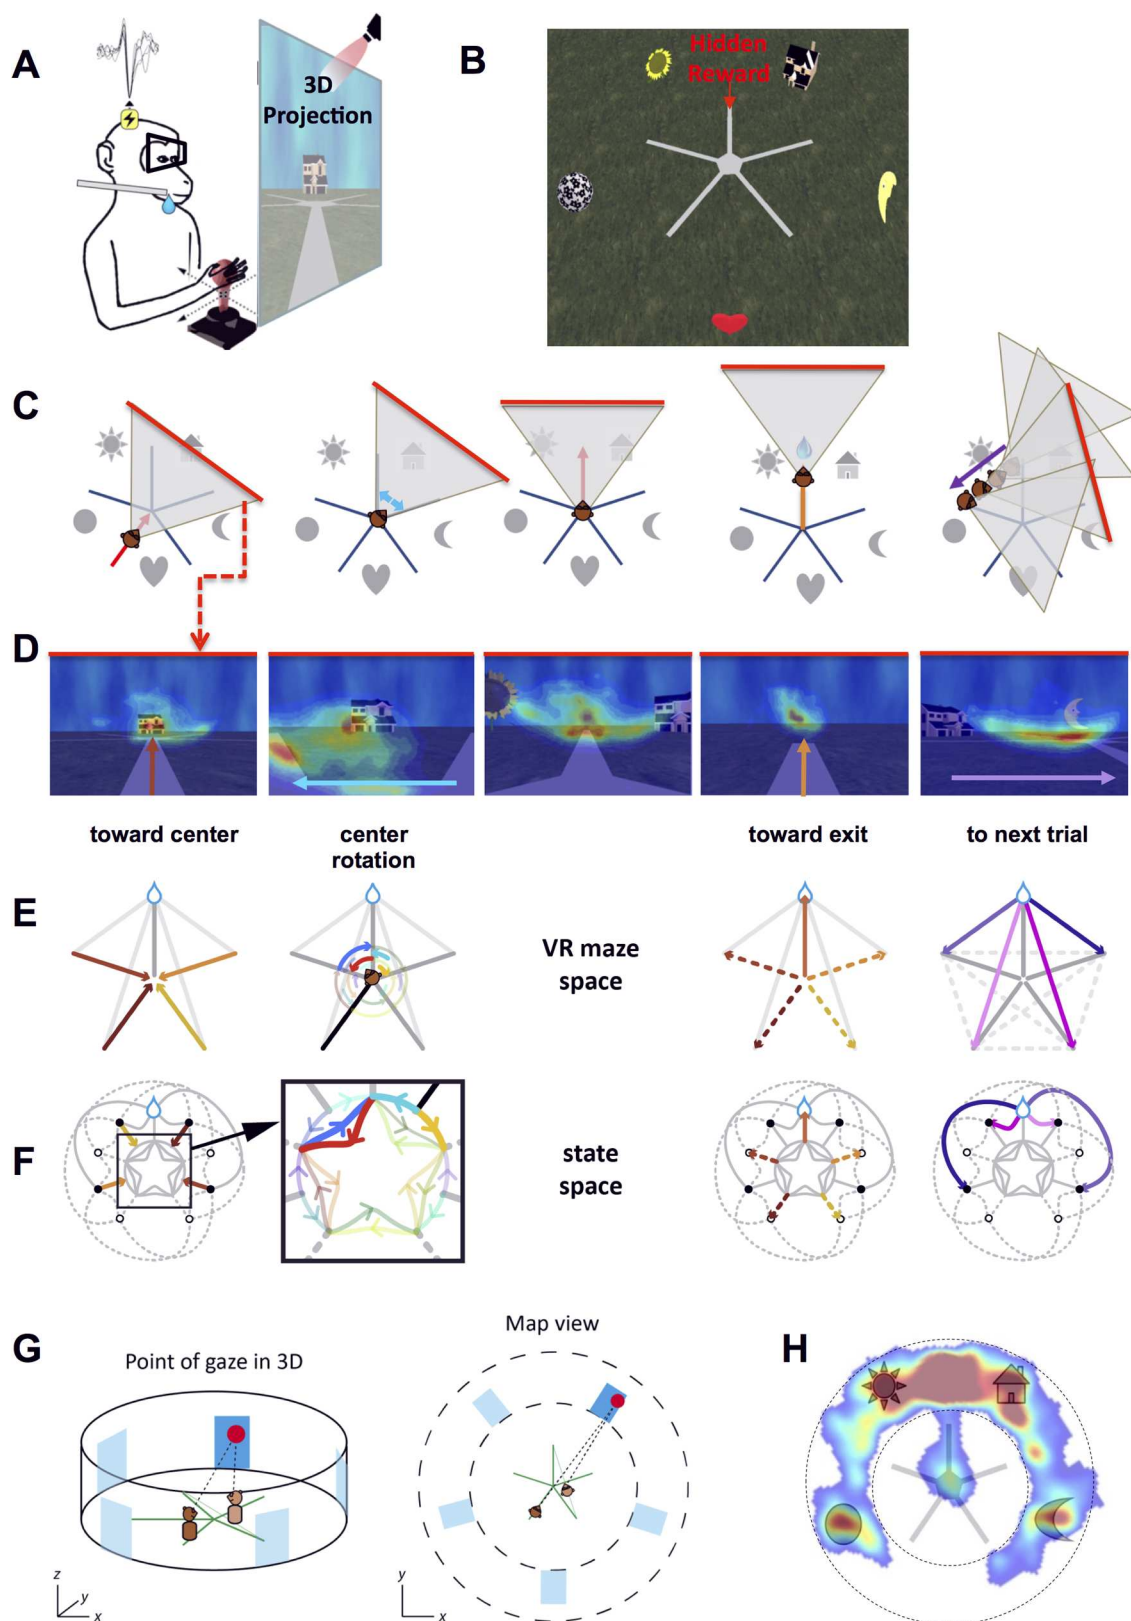 A
3D
Projection
B
Hidden
Reward
C
D
toward center
center
rotation
toward exit
to next trial
E
VR maze
space
F
state
space
G
Point of gaze in 3D
Map view
H
z
y
x
y
x